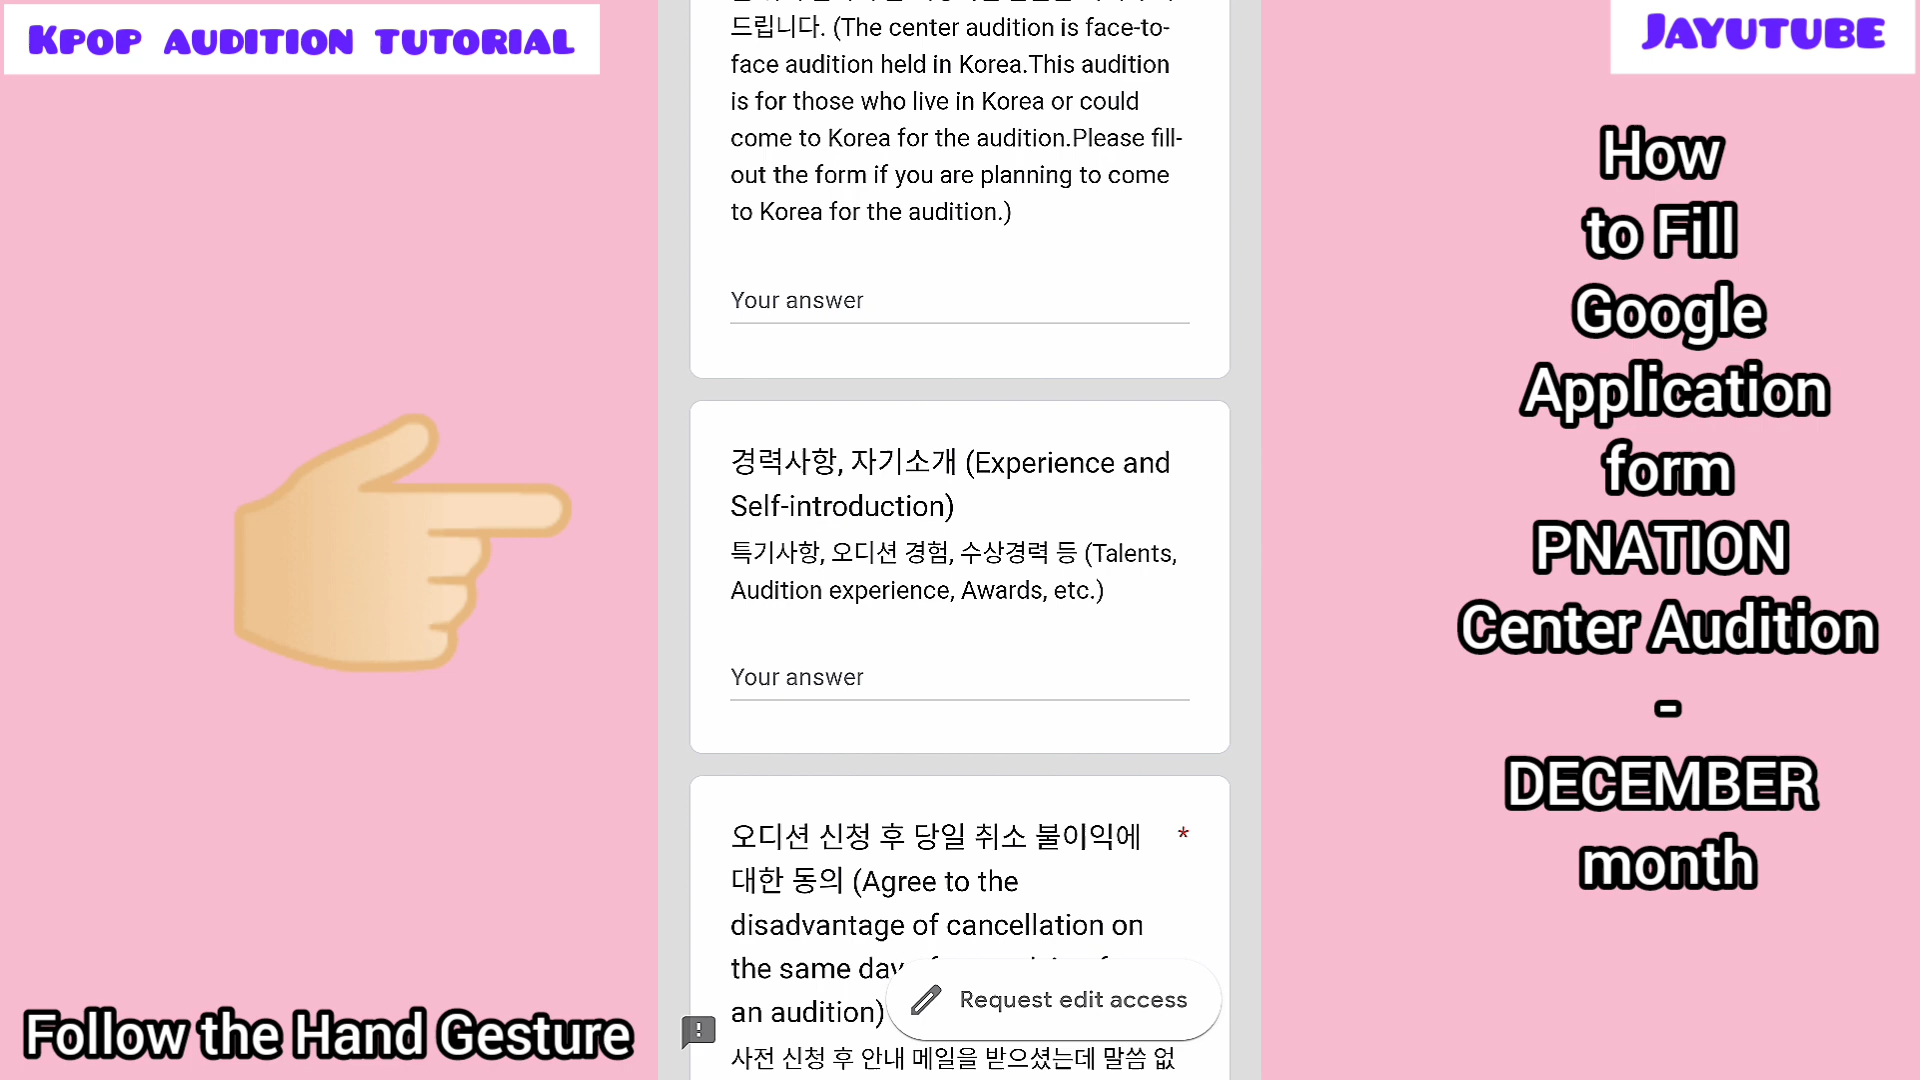 KPOP AUDITION TUTORIAL
JAYUTUBE
드립니다. (The center audition is face-to-
face audition held in Korea.This audition
is for those who live in Korea or could
come to Korea for the audition.Please fill-
out the form if you are planning to come
to Korea for the audition.)
Your answer
경력사항, 자기소개 (Experience and
Self-introduction)
특기사항, 오디션 경험, 수상경력 등 (Talents,
Audition experience, Awards, etc.)
Your answer
오디션 신청 후 당일 취소 불이익에 *
대한 동의 (Agree to the
disadvantage of cancellation on
the same day
an audition)
Request edit access
사전 신청 후 안내 메일을 받으셨는데 말씀 없
How
to Fill
Google
Application
form
PNATION
Center Audition
-
DECEMBER
month
Follow the Hand Gesture